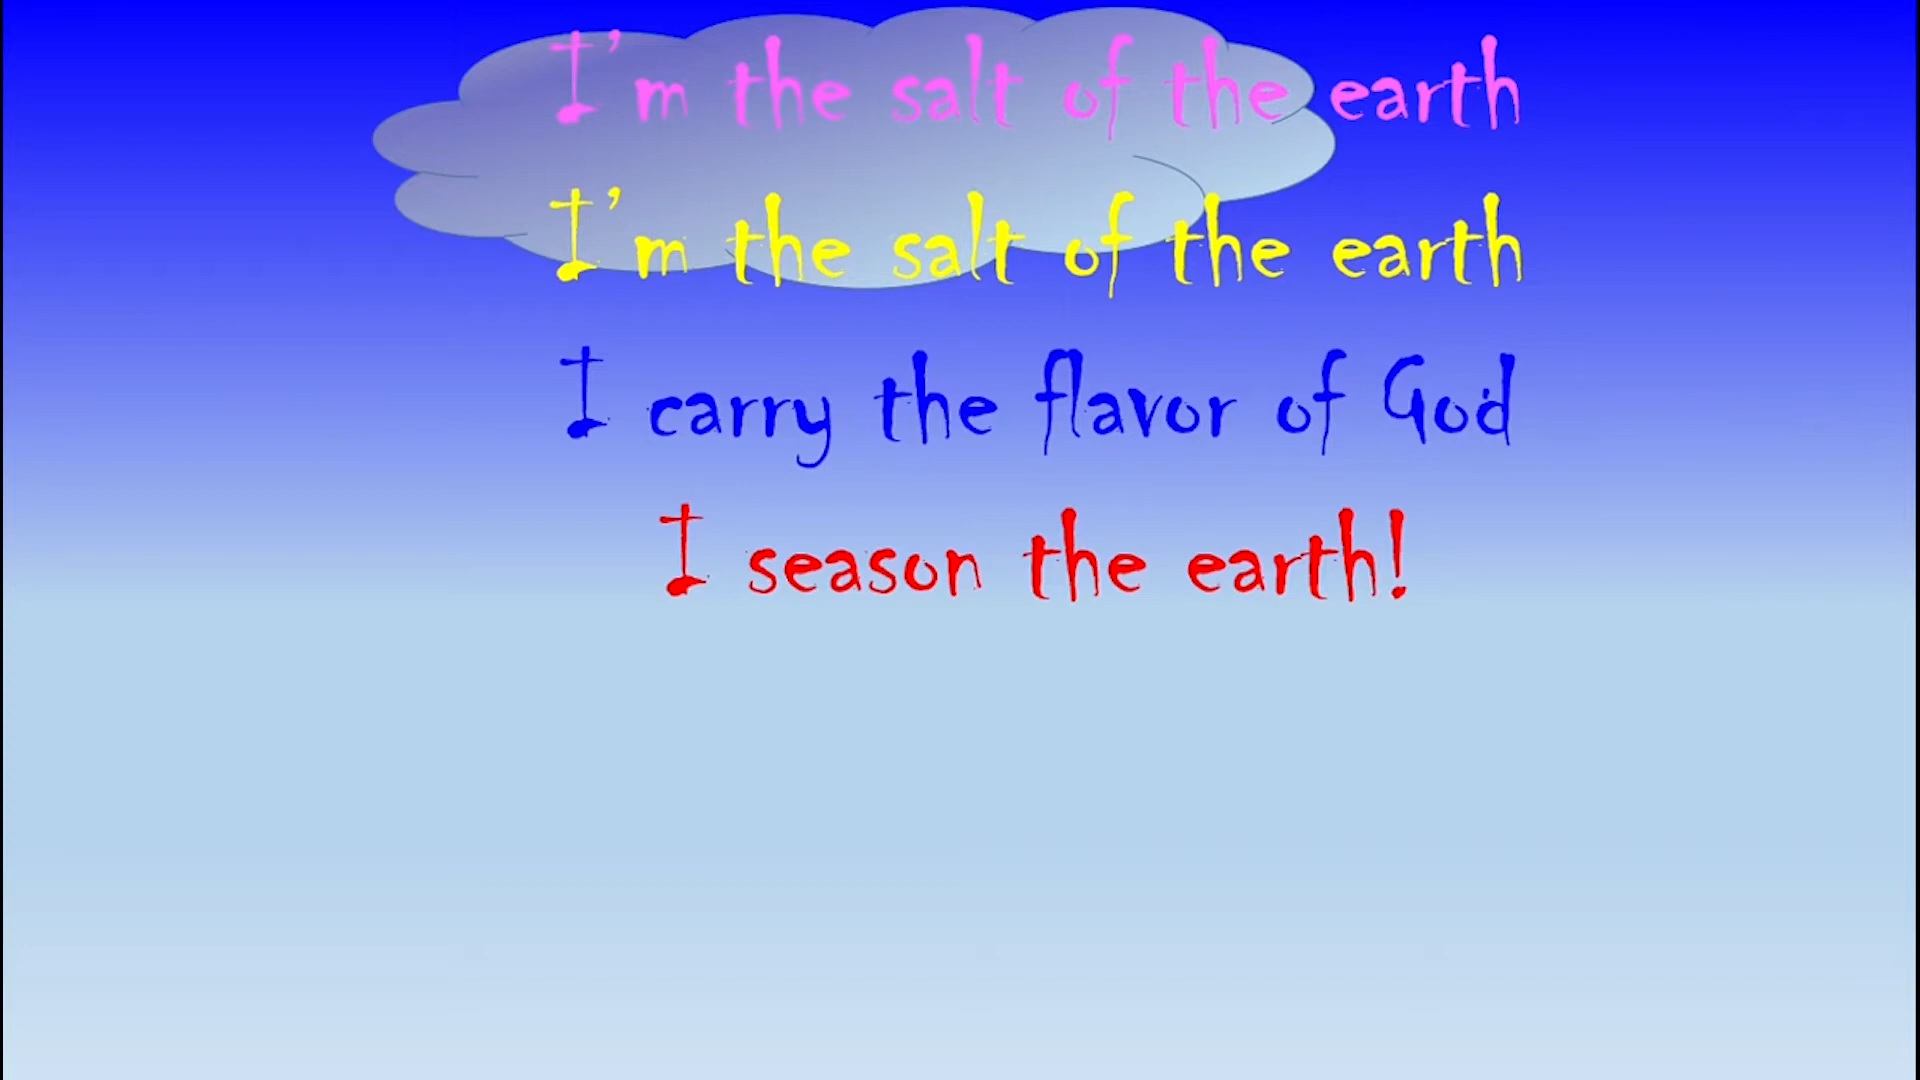 I'm the salt of the earth
I'm the salt of the earth
I carry the flavor of God
I season the earth!